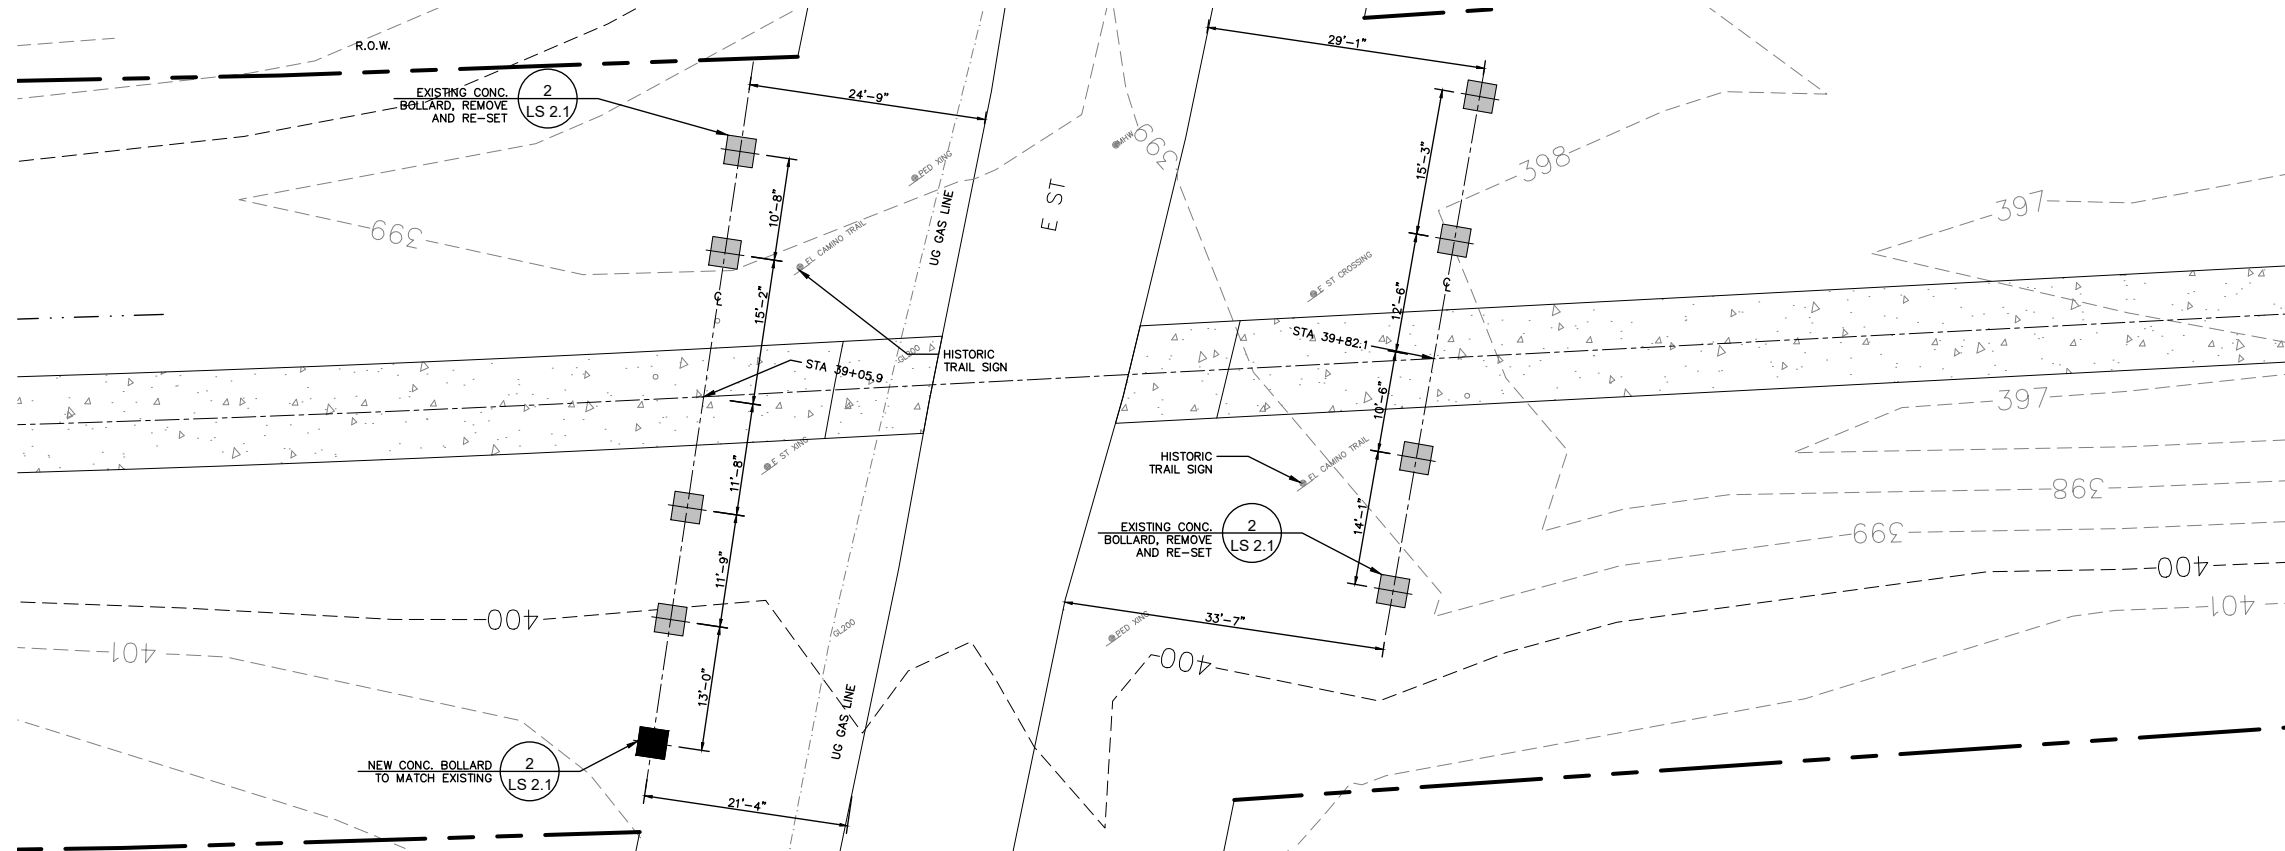 R.O.W.
EXISTING CONC.
BOLLARD, REMOVE
AND RE-SET
2
LS 2.1
24'-9"
29'-1"
PED XING
MHW
399
398
397
15'-3"
10'-8"
399
EL CAMINO TRAIL
UG GAS LINE
E ST
E ST CROSSING
CL
15'-2"
CL
12'-6"
GL200
HISTORIC
TRAIL SIGN
STA 39+05.9
STA 39+82.1
10'-6"
397
E ST XING
11'-8"
HISTORIC
TRAIL SIGN
EL CAMINO TRAIL
398
14'-1"
EXISTING CONC.
BOLLARD, REMOVE
AND RE-SET
2
LS 2.1
399
400
11'-9"
400
GL200
PED XING
33'-7"
401
401
400
13'-0"
UG GAS LINE
NEW CONC. BOLLARD
TO MATCH EXISTING
2
LS 2.1
21'-4"